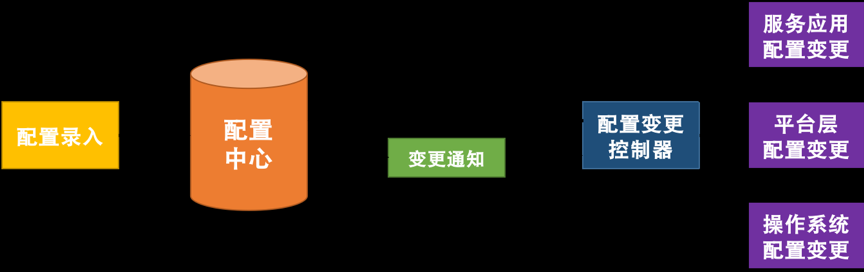 配置录入
配置
中心
变更通知
配置变更
控制器
服务应用
配置变更
平台层
配置变更
操作系统
配置变更